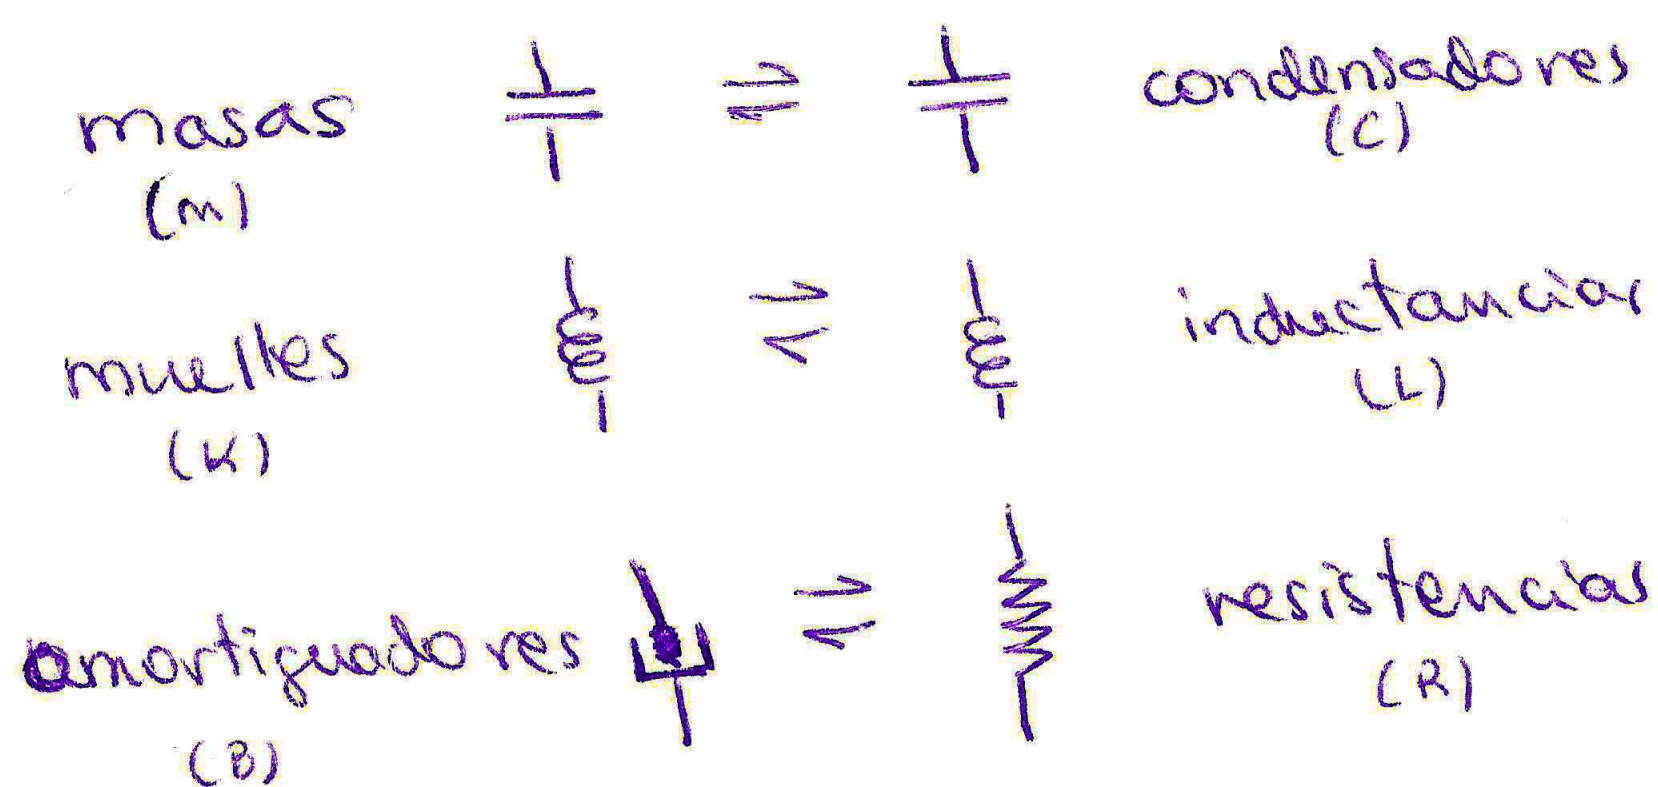 masas ⇌ condensadores
(m) (C)
muelles ⇌ inductancias
(K) (L)
amortiguadores ⇌ resistencias
(B) (R)